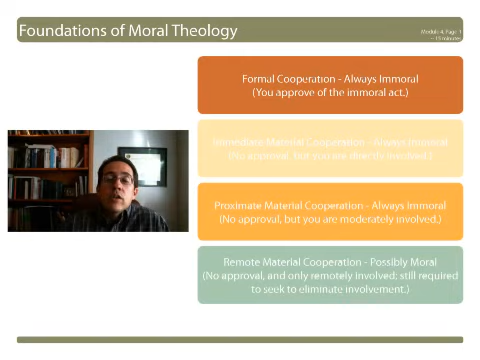 Foundations of Moral Theology
Module 4, Page 1
~ 15 minutes
Formal Cooperation - Always Immoral
(You approve of the immoral act.)
Immediate Material Cooperation - Always Immoral
(No approval, but you are directly involved.)
Proximate Material Cooperation - Always Immoral
(No approval, but you are moderately involved.)
Remote Material Cooperation - Possibly Moral
(No approval, and only remotely involved; still required
to seek to eliminate involvement.)